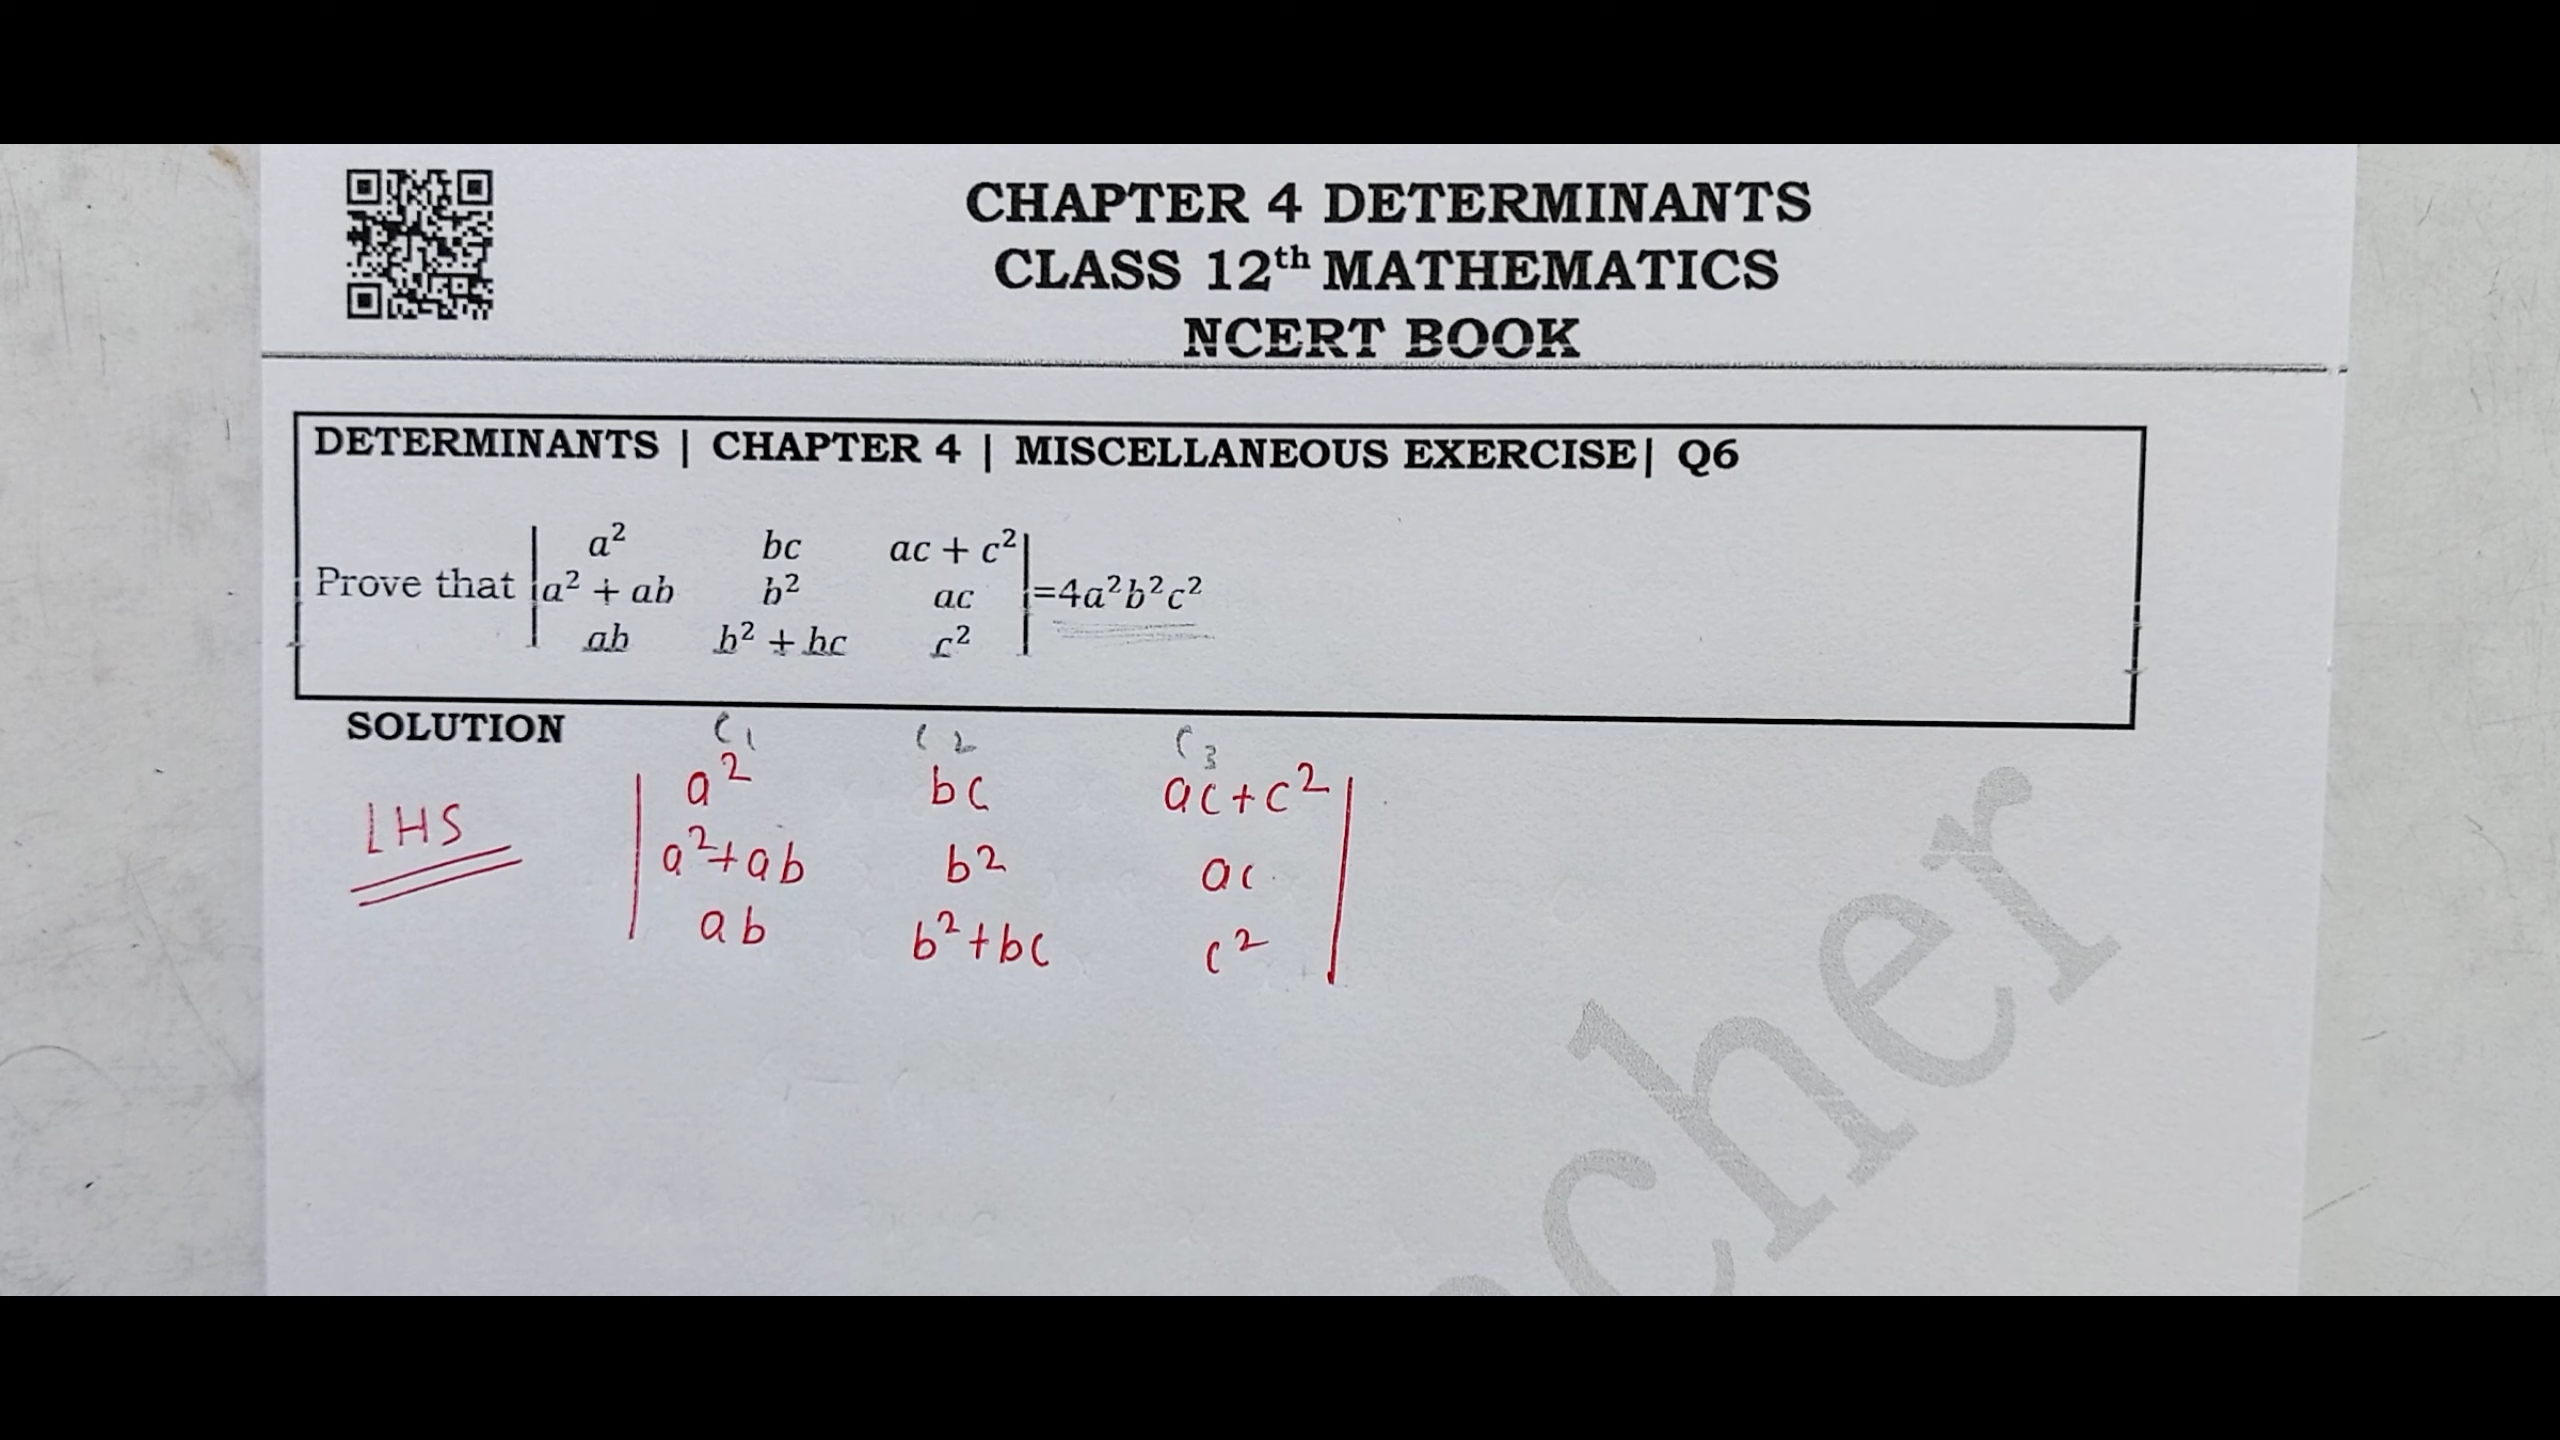 CHAPTER 4 DETERMINANTS
CLASS 12th MATHEMATICS
NCERT BOOK
DETERMINANTS | CHAPTER 4 | MISCELLANEOUS EXERCISE| Q6
a² bc ac + c²
Prove that a² + ab b² ac =4a²b²c²
ab b² + bc c²
SOLUTION
C1 C2 C3
a² bc ac+c²
LHS a²+ab b² ac
ab b²+bc c²
cher